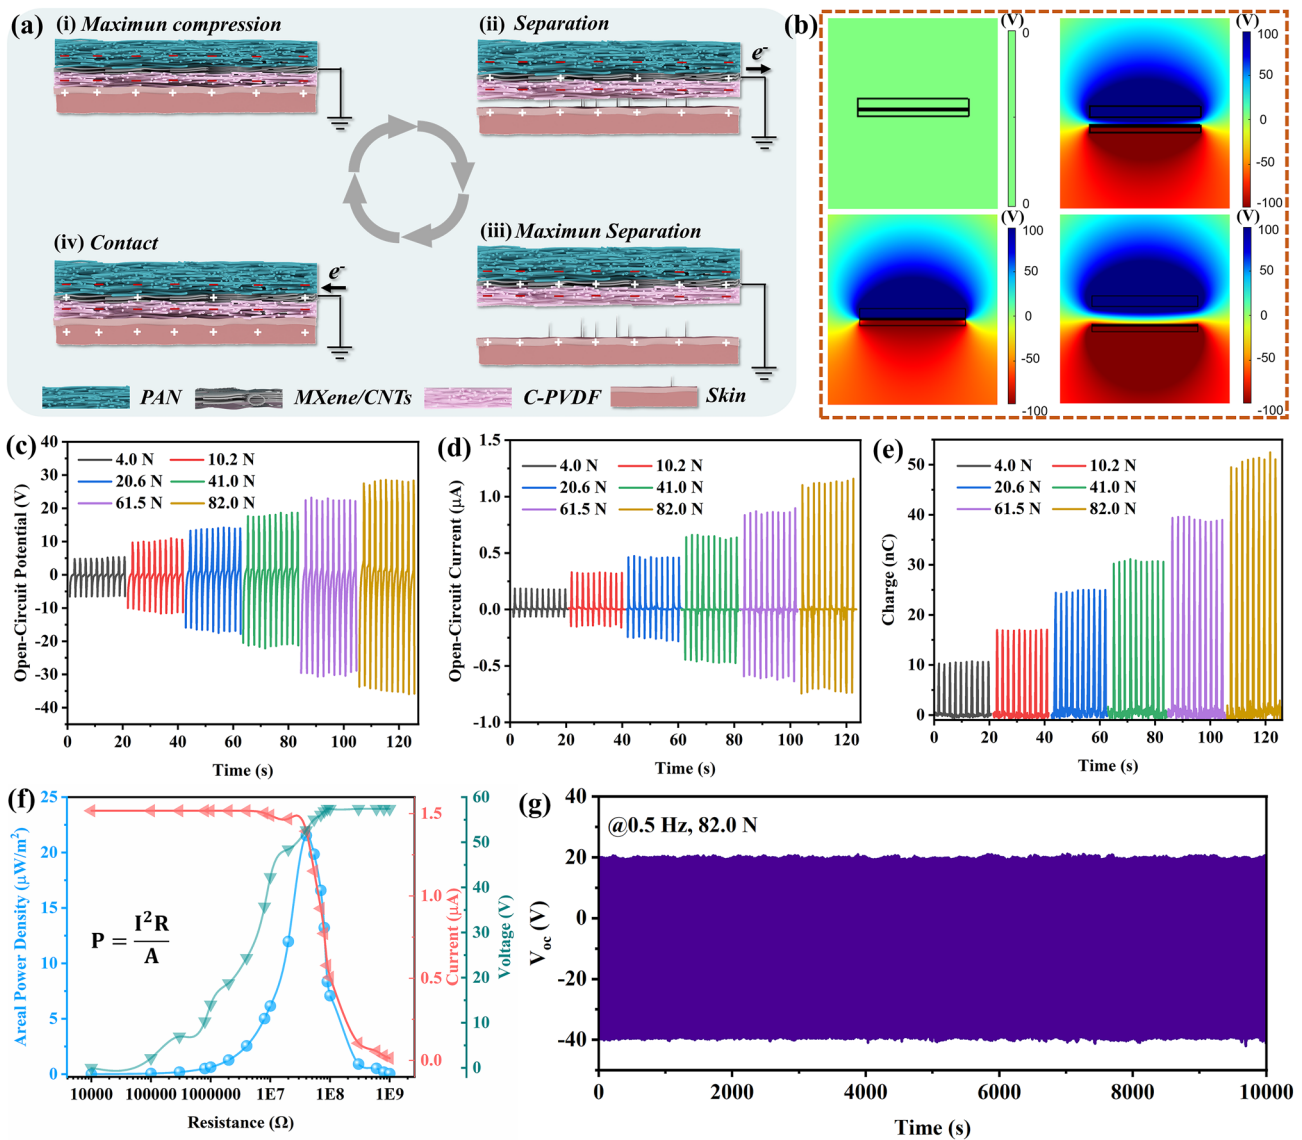 (a)
(i) Maximun compression
(ii) Separation
e-
(iv) Contact
e-
(iii) Maximun Separation
PAN
MXene/CNTs
C-PVDF
Skin
(b)
(V)
0
0
(V)
100
50
0
-50
-100
(V)
100
50
0
-50
-100
(V)
100
50
0
-50
-100
(c)
Open-Circuit Potential (V)
40
30
20
10
0
-10
-20
-30
-40
4.0 N
10.2 N
20.6 N
41.0 N
61.5 N
82.0 N
0 20 40 60 80 100 120
Time (s)
(d)
Open-Circuit Current (μA)
1.5
1.0
0.5
0.0
-0.5
-1.0
4.0 N
10.2 N
20.6 N
41.0 N
61.5 N
82.0 N
0 20 40 60 80 100 120
Time (s)
(e)
Charge (nC)
50
40
30
20
10
0
4.0 N
10.2 N
20.6 N
41.0 N
61.5 N
82.0 N
0 20 40 60 80 100 120
Time (s)
(f)
Areal Power Density (μW/m²)
25
20
15
10
5
0
P = I²R / A
Current (μA)
1.5
1.0
0.5
0.0
Voltage (V)
60
50
40
30
20
10
0
10000 100000 1000000 1E7 1E8 1E9
Resistance (Ω)
(g)
Voc (V)
40
20
0
-20
-40
@0.5 Hz, 82.0 N
0 2000 4000 6000 8000 10000
Time (s)